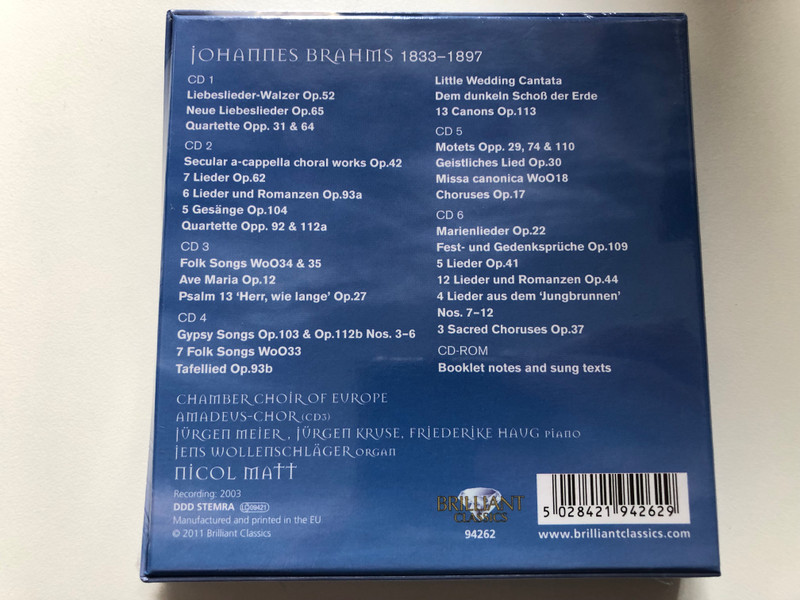 JOHANNES BRAHMS 1833–1897
CD 1
Liebeslieder-Walzer Op.52
Neue Liebeslieder Op.65
Quartette Opp. 31 & 64
CD 2
Secular a-cappella choral works Op.42
7 Lieder Op.62
6 Lieder und Romanzen Op.93a
5 Gesänge Op.104
Quartette Opp. 92 & 112a
CD 3
Folk Songs WoO34 & 35
Ave Maria Op.12
Psalm 13 ‘Herr, wie lange’ Op.27
CD 4
Gypsy Songs Op.103 & Op.112b Nos. 3–6
7 Folk Songs WoO33
Tafellied Op.93b
Little Wedding Cantata
Dem dunkeln Schoß der Erde
13 Canons Op.113
CD 5
Motets Opp. 29, 74 & 110
Geistliches Lied Op.30
Missa canonica WoO18
Choruses Op.17
CD 6
Marienlieder Op.22
Fest- und Gedenksprüche Op.109
5 Lieder Op.41
12 Lieder und Romanzen Op.44
4 Lieder aus dem ‘Jungbrunnen’
Nos. 7–12
3 Sacred Choruses Op.37
CD-ROM
Booklet notes and sung texts
CHAMBER CHOIR OF EUROPE
AMADEUS-CHOR (CD3)
JÜRGEN MEIER, JÜRGEN KRUSE, FRIEDERIKE HAUG piano
JENS WOLLENSCHLÄGER organ
NICOL MATT
Recording: 2003
DDD STEMRA LC09421
Manufactured and printed in the EU
© 2011 Brilliant Classics
BRILLIANT
CLASSICS
94262
5 028421 942629
www.brilliantclassics.com